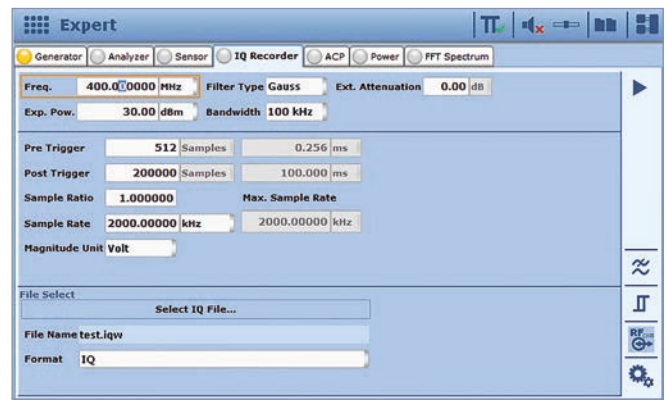 Expert
Generator Analyzer Sensor IQ Recorder ACP Power FFT Spectrum
Freq. 400.000000 MHz Filter Type Gauss Ext. Attenuation 0.00 dB
Exp. Pow. 30.00 dBm Bandwidth 100 kHz
Pre Trigger 512 Samples 0.256 ms
Post Trigger 200000 Samples 100.000 ms
Sample Ratio 1.000000 Max. Sample Rate
Sample Rate 2000.00000 kHz 2000.00000 kHz
Magnitude Unit Volt
File Select
Select IQ File...
File Name test.iqw
Format IQ
RF